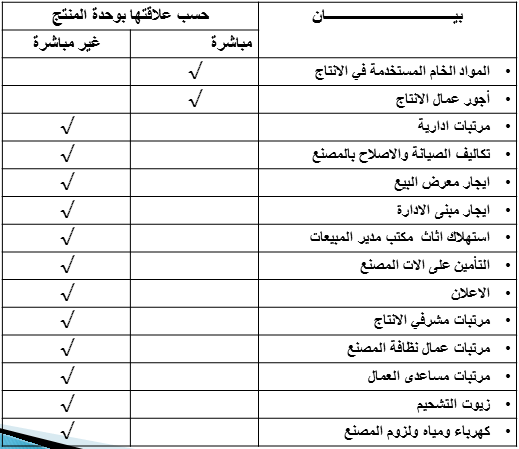 بيـــــــــــــــــــــــــــــان حسب علاقتها بوحدة المنتج
مباشرة غير مباشرة
• المواد الخام المستخدمة في الانتاج √
• أجور عمال الانتاج √
• مرتبات ادارية √
• تكاليف الصيانة والاصلاح بالمصنع √
• ايجار معرض البيع √
• ايجار مبنى الادارة √
• استهلاك اثاث مكتب مدير المبيعات √
• التأمين على الات المصنع √
• الاعلان √
• مرتبات مشرفي الانتاج √
• مرتبات عمال نظافة المصنع √
• مرتبات مساعدى العمال √
• زيوت التشحيم √
• كهرباء ومياه ولزوم المصنع √